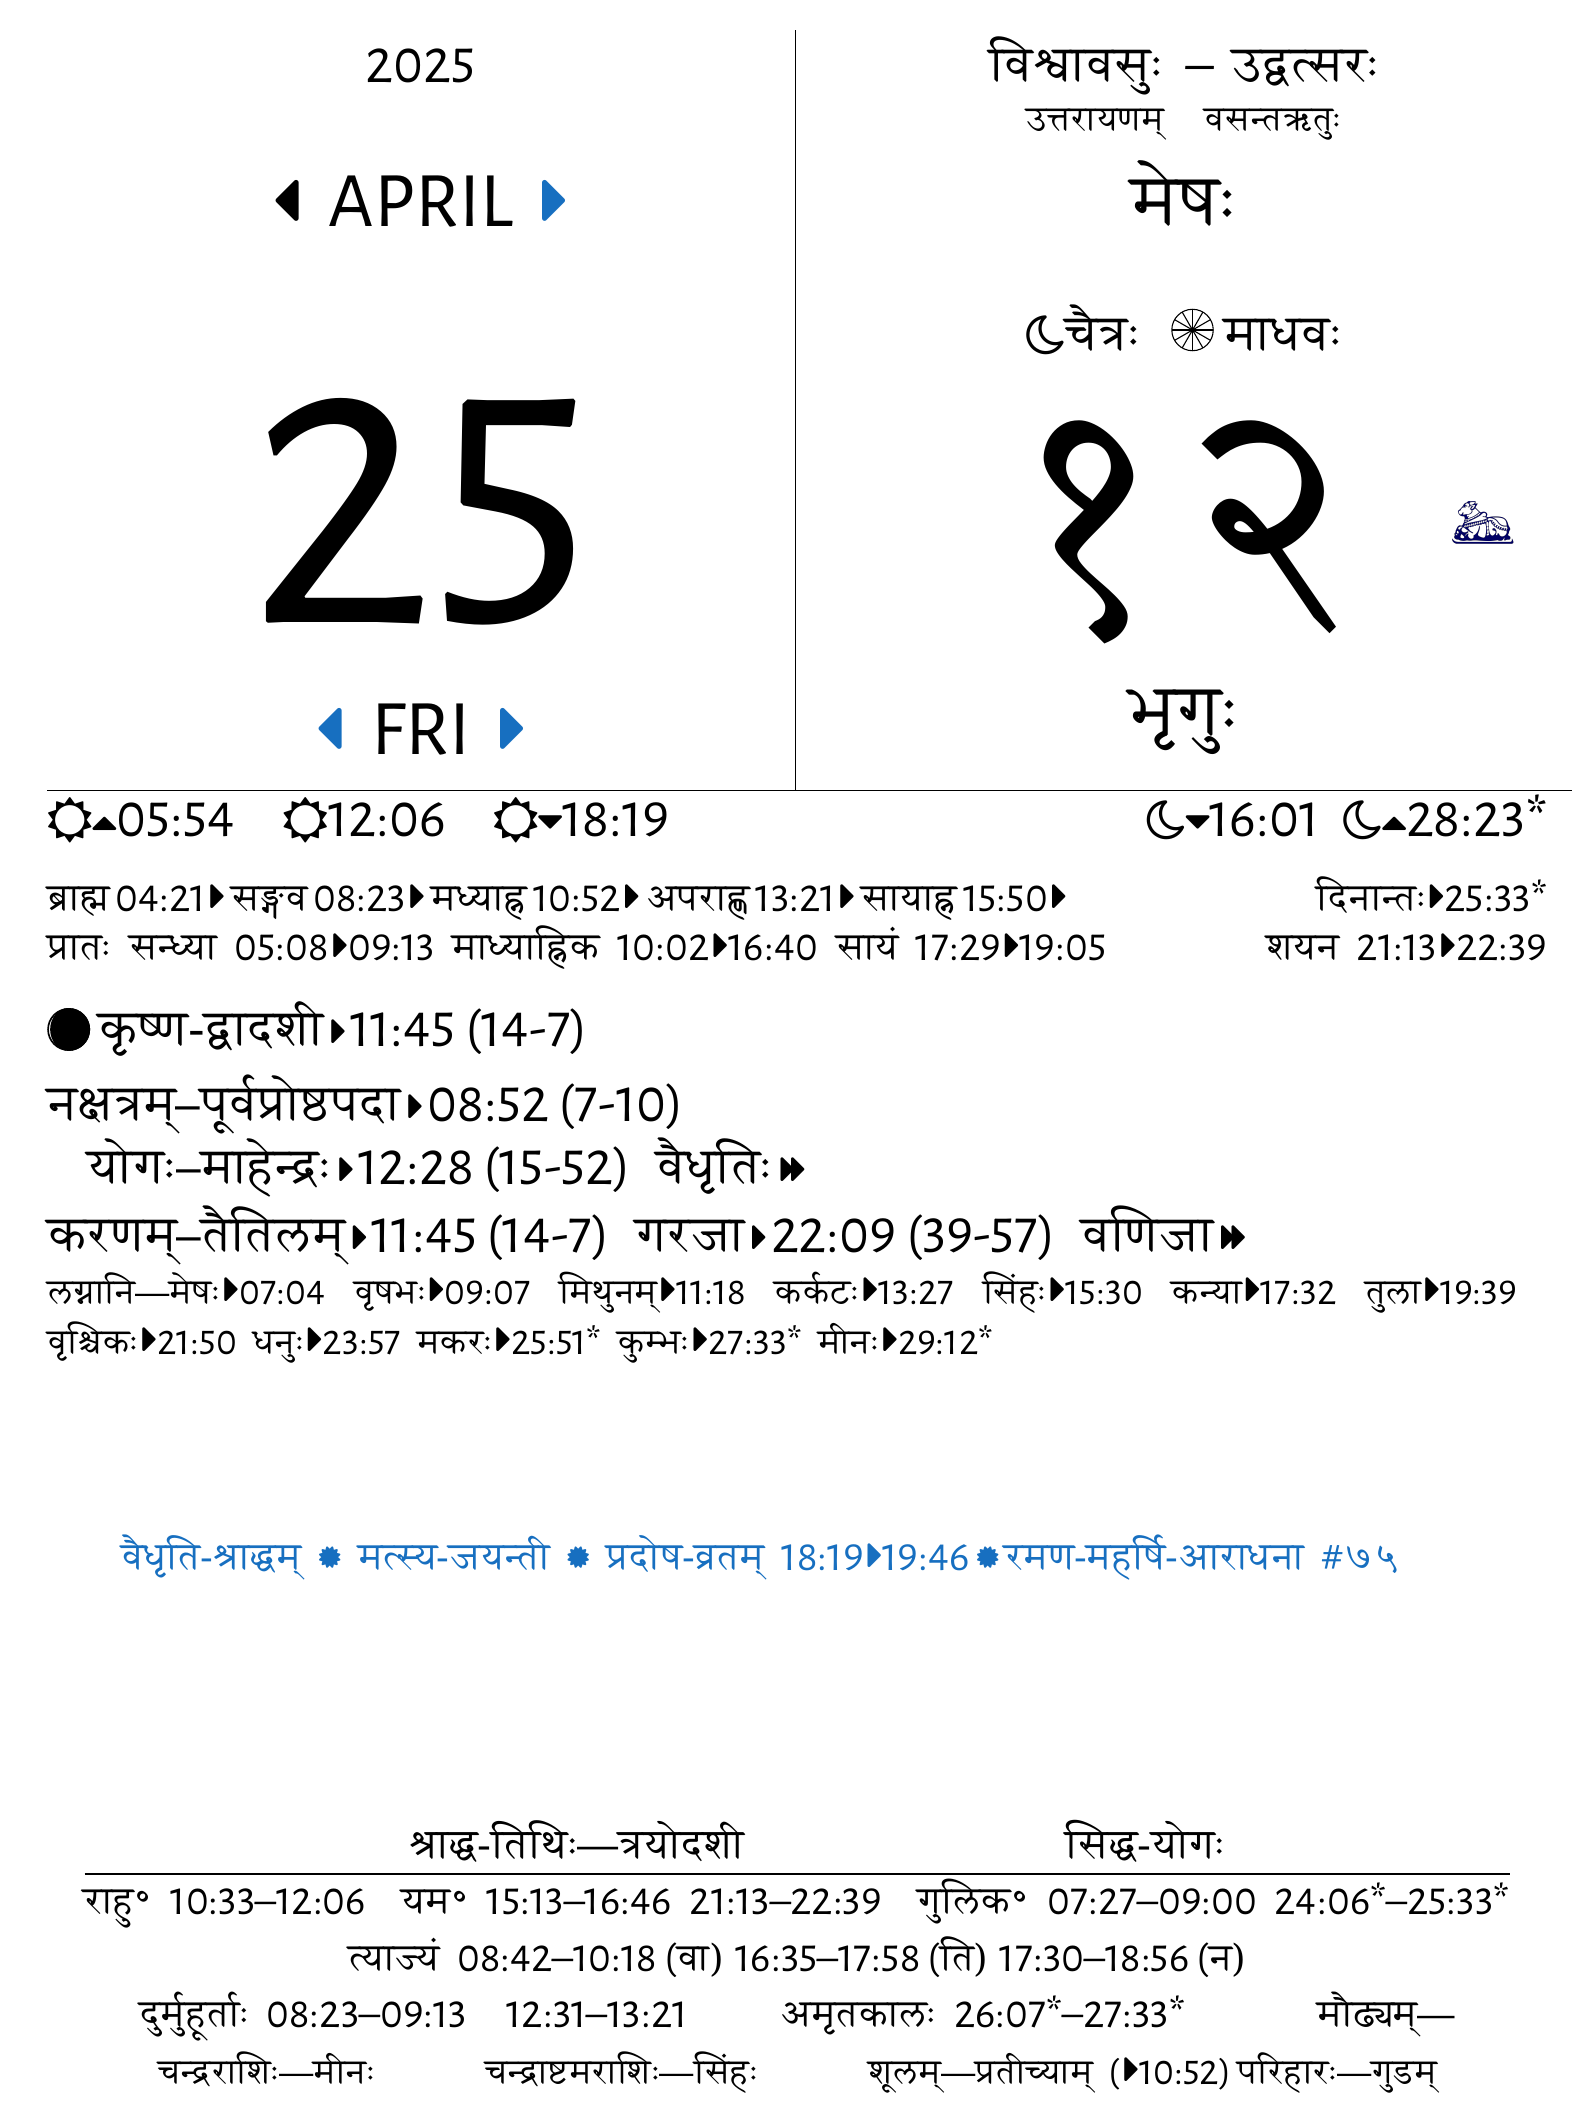 2025
APRIL
25
FRI
विश्वावसुः – उद्वत्सरः
उत्तरायणम् वसन्तऋतुः
मेषः
चैत्रः माधवः
१२
भृगुः
05:54 12:06 18:19 16:01 28:23*
ब्राह्म 04:21 सङ्गव 08:23 मध्याह्न 10:52 अपराह्ण 13:21 सायाह्न 15:50 दिनान्तः 25:33*
प्रातः सन्ध्या 05:08 09:13 माध्याह्निक 10:02 16:40 सायं 17:29 19:05 शयन 21:13 22:39
कृष्ण-द्वादशी 11:45 (14-7)
नक्षत्रम्–पूर्वप्रोष्ठपदा 08:52 (7-10)
योगः–माहेन्द्रः 12:28 (15-52) वैधृतिः
करणम्–तैतिलम् 11:45 (14-7) गरजा 22:09 (39-57) वणिजा
लग्नानि—मेषः 07:04 वृषभः 09:07 मिथुनम् 11:18 कर्कटः 13:27 सिंहः 15:30 कन्या 17:32 तुला 19:39
वृश्चिकः 21:50 धनुः 23:57 मकरः 25:51* कुम्भः 27:33* मीनः 29:12*
वैधृति-श्राद्धम् ✹ मत्स्य-जयन्ती ✹ प्रदोष-व्रतम् 18:19 19:46 ✹ रमण-महर्षि-आराधना #७५
श्राद्ध-तिथिः—त्रयोदशी सिद्ध-योगः
राहु॰ 10:33–12:06 यम॰ 15:13–16:46 21:13–22:39 गुलिक॰ 07:27–09:00 24:06*–25:33*
त्याज्यं 08:42–10:18 (वा) 16:35–17:58 (ति) 17:30–18:56 (न)
दुर्मुहूर्ताः 08:23–09:13 12:31–13:21 अमृतकालः 26:07*–27:33* मौढ्यम्—
चन्द्रराशिः—मीनः चन्द्राष्टमराशिः—सिंहः शूलम्—प्रतीच्याम् (10:52) परिहारः—गुडम्